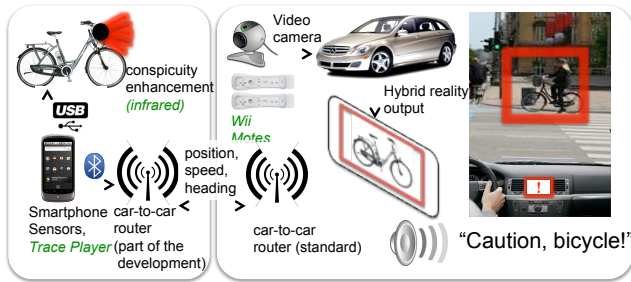 conspicuity
enhancement
(infrared)
USB
Smartphone
Sensors,
Trace Player
car-to-car
router
(part of the
development)
position,
speed,
heading
Video
camera
Wii
Motes
Hybrid reality
output
car-to-car
router (standard)
!
“Caution, bicycle!”